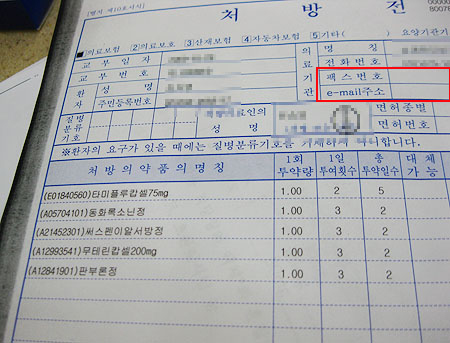 [별지 제10호서식]
처 방 전
■의료보험 ②의료보호 ③산재보험 ④자동차보험 ⑤기타( ) 요양기관
교 부 일 자
교 부 번 호
환 자 성 명
주민등록번호
의료기관
명 칭
전화번호
팩스번호
e-mail주소
질병분류기호
의료인의 성 명
면허종별
면허번호
※환자의 요구가 있을 때에는 질병분류기호를 기재하지 아니합니다.
처 방 의 약 품 의 명 칭 1회투약량 1일투여횟수 총투약일수 대 체 가 능
(E01840560)타미플루캅셀75mg 1.00 2 5
(A05704101)동화록소닌정 1.00 3 2
(A21452301)써스펜이알서방정 1.00 3 2
(A12993541)무테린캅셀200mg 1.00 3 2
(A12841901)판부론정 1.00 3 2